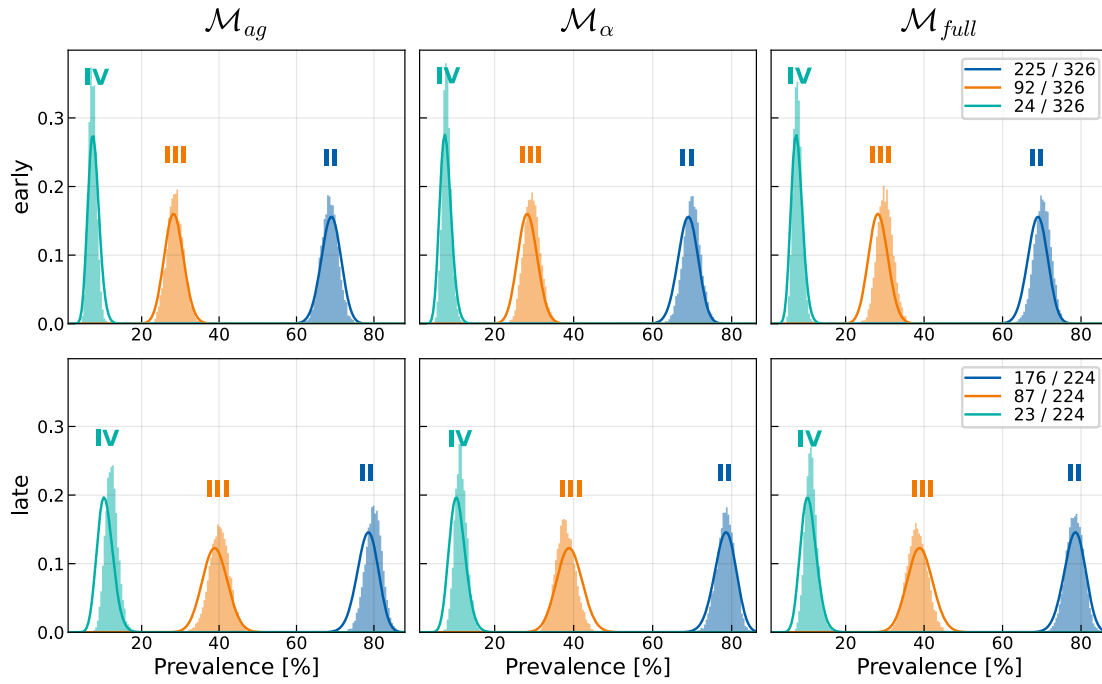 ℳ_ag ℳ_α ℳ_full
IV III II IV III II IV III II
225 / 326
92 / 326
24 / 326
early
0.3
0.2
0.1
0.0
20 40 60 80 20 40 60 80 20 40 60 80
IV III II IV III II IV III II
176 / 224
87 / 224
23 / 224
late
0.3
0.2
0.1
0.0
20 40 60 80 20 40 60 80 20 40 60 80
Prevalence [%] Prevalence [%] Prevalence [%]